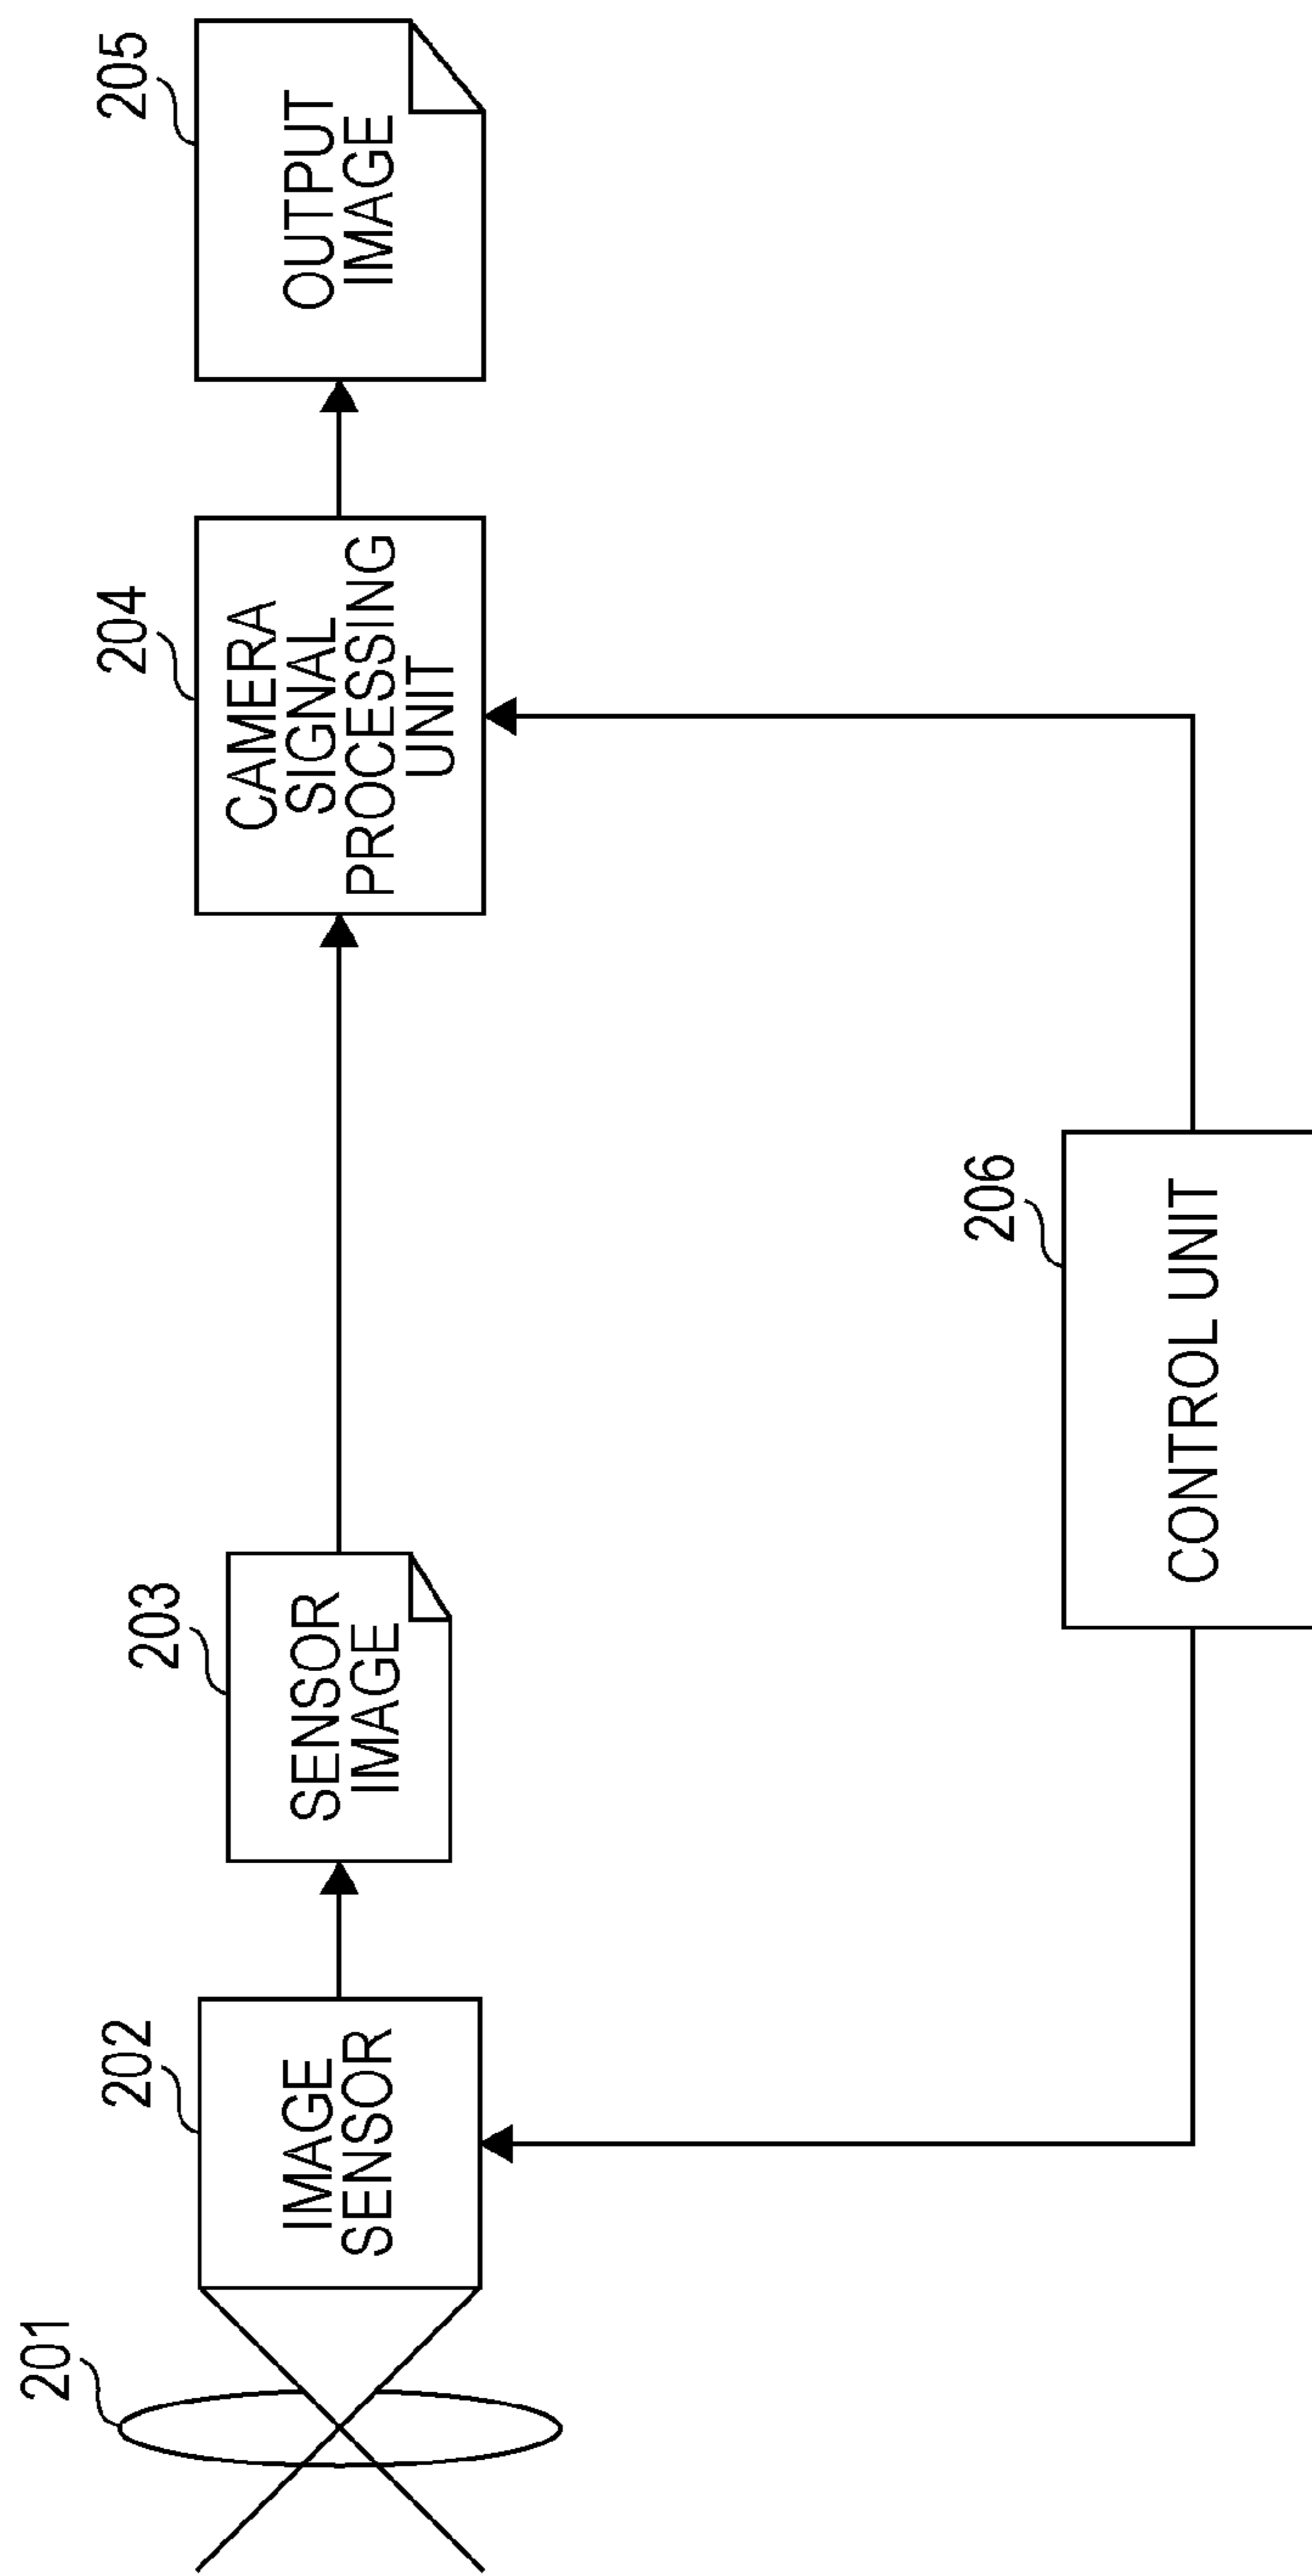 201
202
203
204
205
IMAGE
SENSOR
SENSOR
IMAGE
CAMERA
SIGNAL
PROCESSING
UNIT
OUTPUT
IMAGE
206
CONTROL UNIT